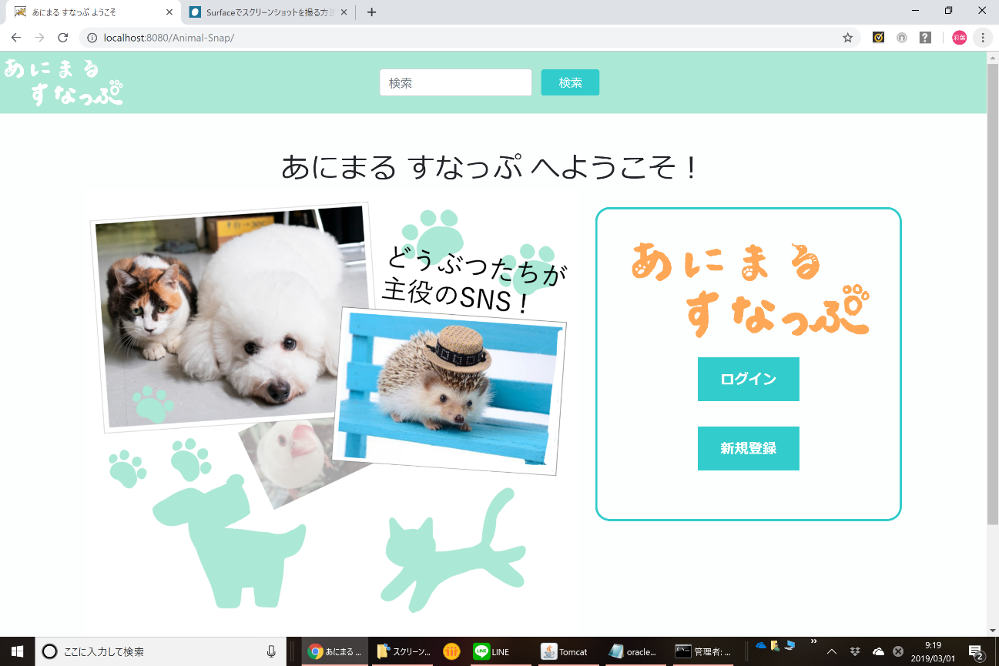 あにまる すなっぷ ようこそ
Surfaceでスクリーンショットを撮る方法
localhost:8080/Animal-Snap/
彩葉
あにまる
すなっぷ
検索
検索
あにまる すなっぷ へようこそ！
どうぶつたちが
主役のSNS！
あにまる
すなっぷ
ログイン
新規登録
ここに入力して検索
あにまる ...
スクリーン...
LINE
Tomcat
oracle...
管理者: ...
9:19
2019/03/01
2